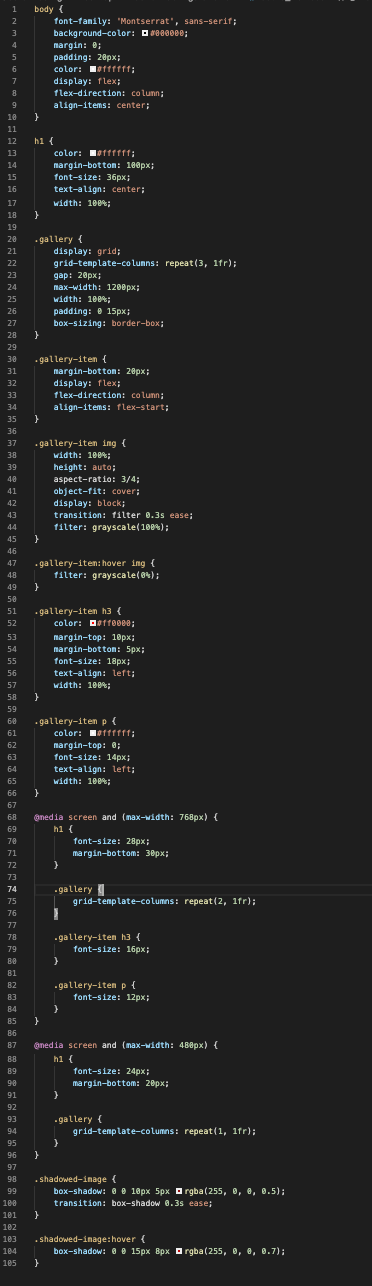 1 body {
2 font-family: 'Montserrat', sans-serif;
3 background-color: #000000;
4 margin: 0;
5 padding: 20px;
6 color: #ffffff;
7 display: flex;
8 flex-direction: column;
9 align-items: center;
10 }
11
12 h1 {
13 color: #ffffff;
14 margin-bottom: 100px;
15 font-size: 36px;
16 text-align: center;
17 width: 100%;
18 }
19
20 .gallery {
21 display: grid;
22 grid-template-columns: repeat(3, 1fr);
23 gap: 20px;
24 max-width: 1200px;
25 width: 100%;
26 padding: 0 15px;
27 box-sizing: border-box;
28 }
29
30 .gallery-item {
31 margin-bottom: 20px;
32 display: flex;
33 flex-direction: column;
34 align-items: flex-start;
35 }
36
37 .gallery-item img {
38 width: 100%;
39 height: auto;
40 aspect-ratio: 3/4;
41 object-fit: cover;
42 display: block;
43 transition: filter 0.3s ease;
44 filter: grayscale(100%);
45 }
46
47 .gallery-item:hover img {
48 filter: grayscale(0%);
49 }
50
51 .gallery-item h3 {
52 color: #ff0000;
53 margin-top: 10px;
54 margin-bottom: 5px;
55 font-size: 18px;
56 text-align: left;
57 width: 100%;
58 }
59
60 .gallery-item p {
61 color: #ffffff;
62 margin-top: 0;
63 font-size: 14px;
64 text-align: left;
65 width: 100%;
66 }
67
68 @media screen and (max-width: 768px) {
69 h1 {
70 font-size: 28px;
71 margin-bottom: 30px;
72 }
73
74 .gallery {
75 grid-template-columns: repeat(2, 1fr);
76 }
77
78 .gallery-item h3 {
79 font-size: 16px;
80 }
81
82 .gallery-item p {
83 font-size: 12px;
84 }
85 }
86
87 @media screen and (max-width: 480px) {
88 h1 {
89 font-size: 24px;
90 margin-bottom: 20px;
91 }
92
93 .gallery {
94 grid-template-columns: repeat(1, 1fr);
95 }
96 }
97
98 .shadowed-image {
99 box-shadow: 0 0 10px 5px rgba(255, 0, 0, 0.5);
100 transition: box-shadow 0.3s ease;
101 }
102
103 .shadowed-image:hover {
104 box-shadow: 0 0 15px 8px rgba(255, 0, 0, 0.7);
105 }